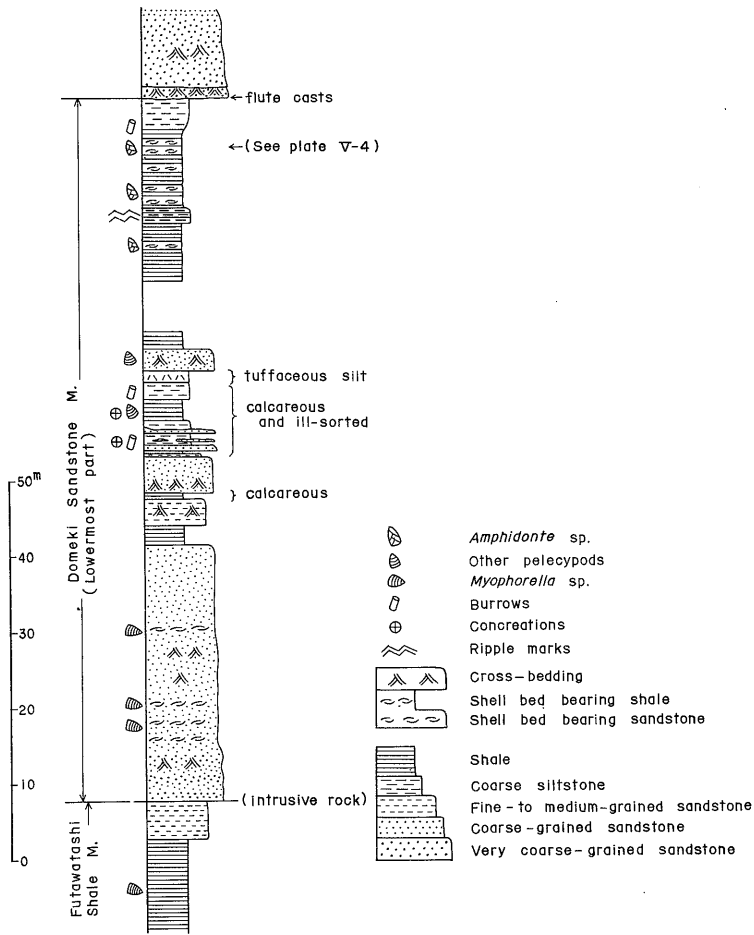 flute casts
(See plate V-4)
tuffaceous silt
calcareous
and ill-sorted
calcareous
(intrusive rock)
Domeki Sandstone M.
(Lowermost part)
Futawatashi
Shale M.
50m
40
30
20
10
0
Amphidonte sp.
Other pelecypods
Myophorella sp.
Burrows
Concreations
Ripple marks
Cross-bedding
Shell bed bearing shale
Shell bed bearing sandstone
Shale
Coarse siltstone
Fine-to medium-grained sandstone
Coarse-grained sandstone
Very coarse-grained sandstone